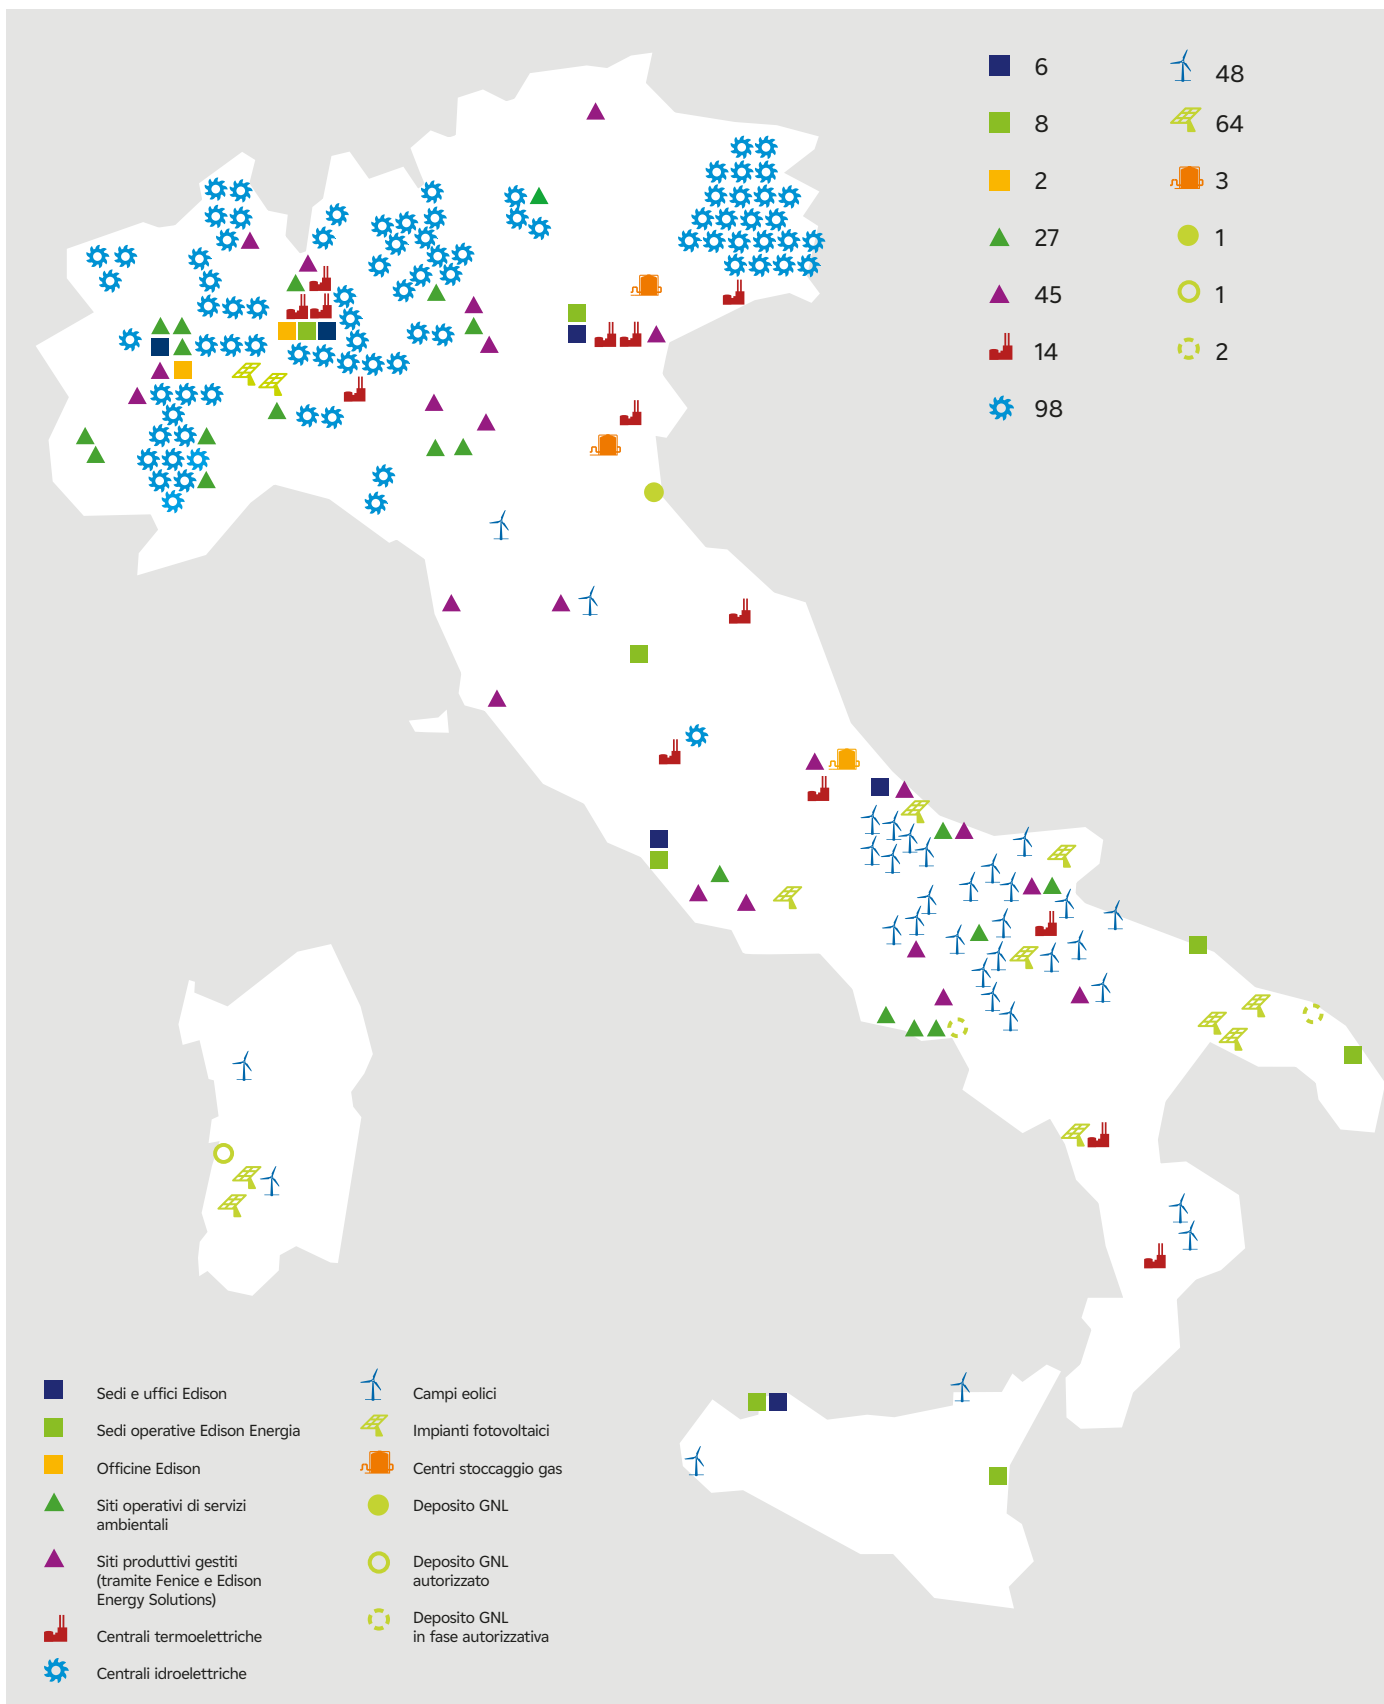 6
8
2
27
45
14
98
48
64
3
1
1
2
Sedi e uffici Edison
Sedi operative Edison Energia
Officine Edison
Siti operativi di servizi
ambientali
Siti produttivi gestiti
(tramite Fenice e Edison
Energy Solutions)
Centrali termoelettriche
Centrali idroelettriche
Campi eolici
Impianti fotovoltaici
Centri stoccaggio gas
Deposito GNL
Deposito GNL
autorizzato
Deposito GNL
in fase autorizzativa